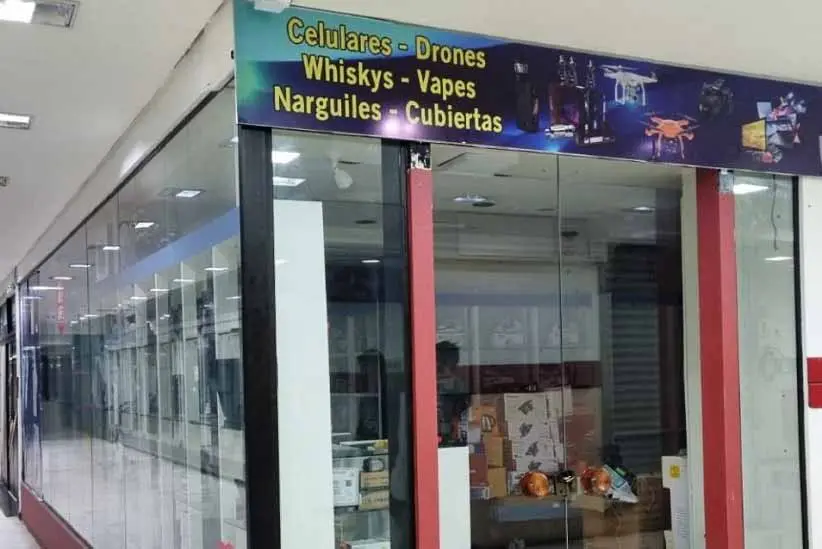 Celulares - Drones
Whiskys - Vapes
Narguiles - Cubiertas